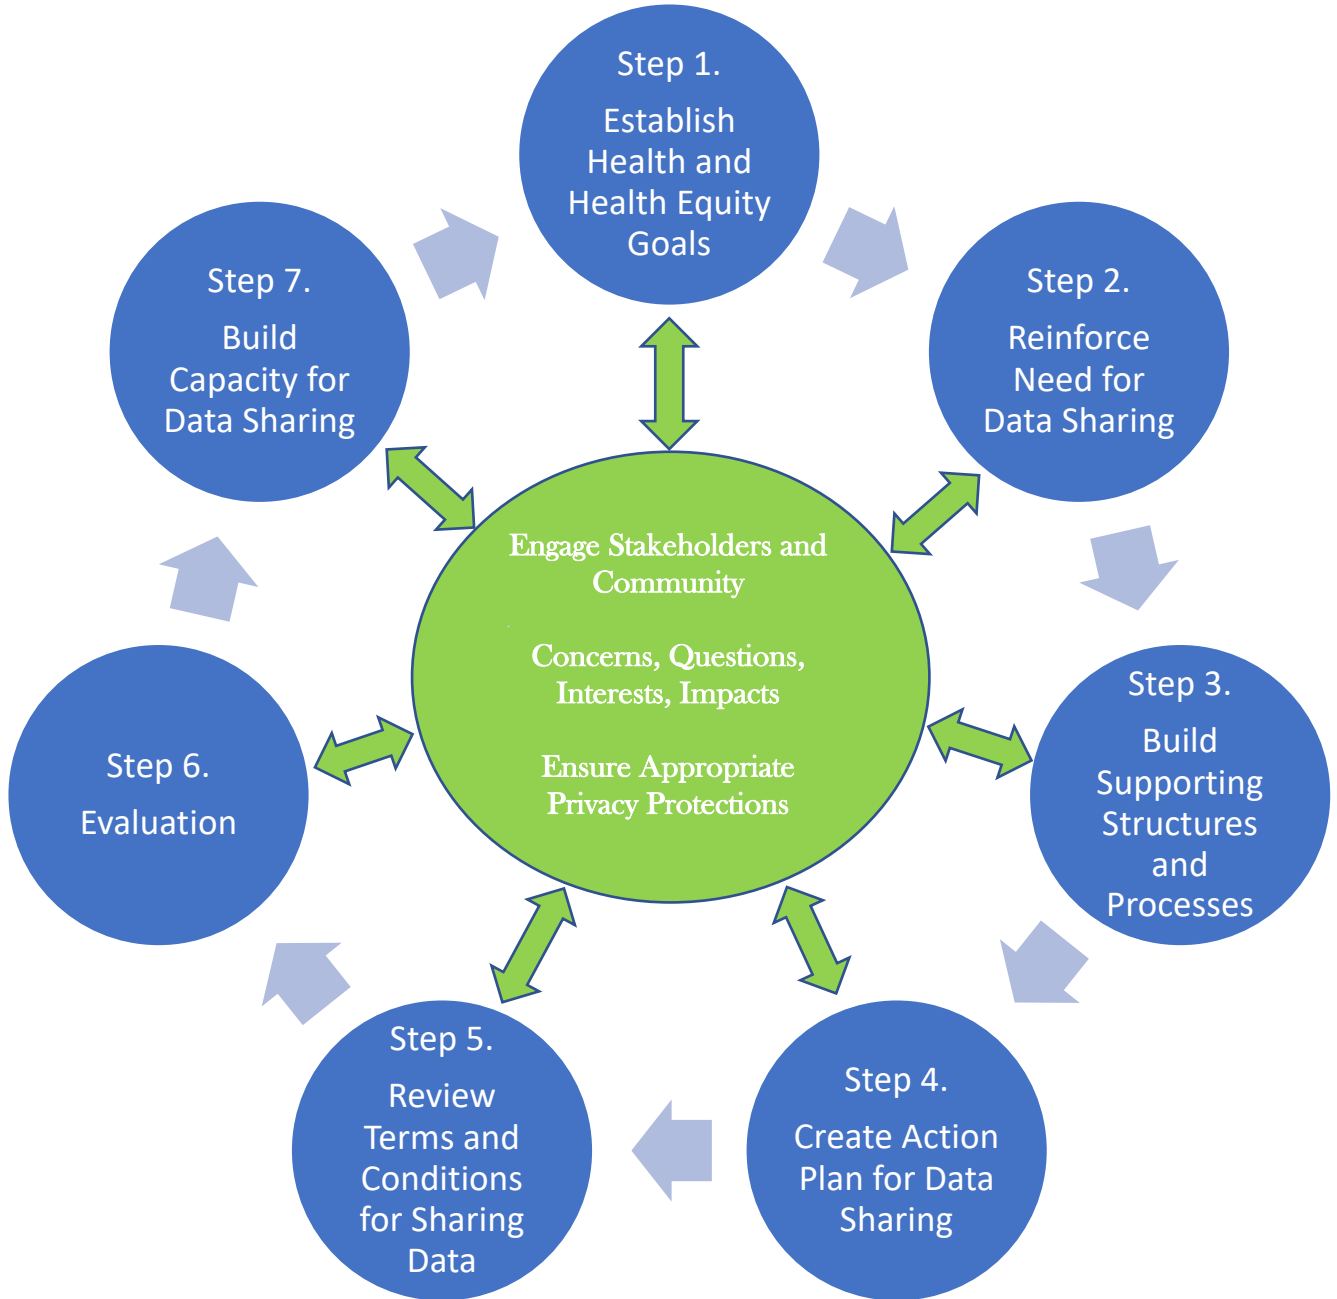 Step 1.
Establish
Health and
Health Equity
Goals
Step 2.
Reinforce
Need for
Data Sharing
Step 3.
Build
Supporting
Structures
and
Processes
Step 4.
Create Action
Plan for Data
Sharing
Step 5.
Review
Terms and
Conditions
for Sharing
Data
Step 6.
Evaluation
Step 7.
Build
Capacity for
Data Sharing
Engage Stakeholders and
Community
Concerns, Questions,
Interests, Impacts
Ensure Appropriate
Privacy Protections